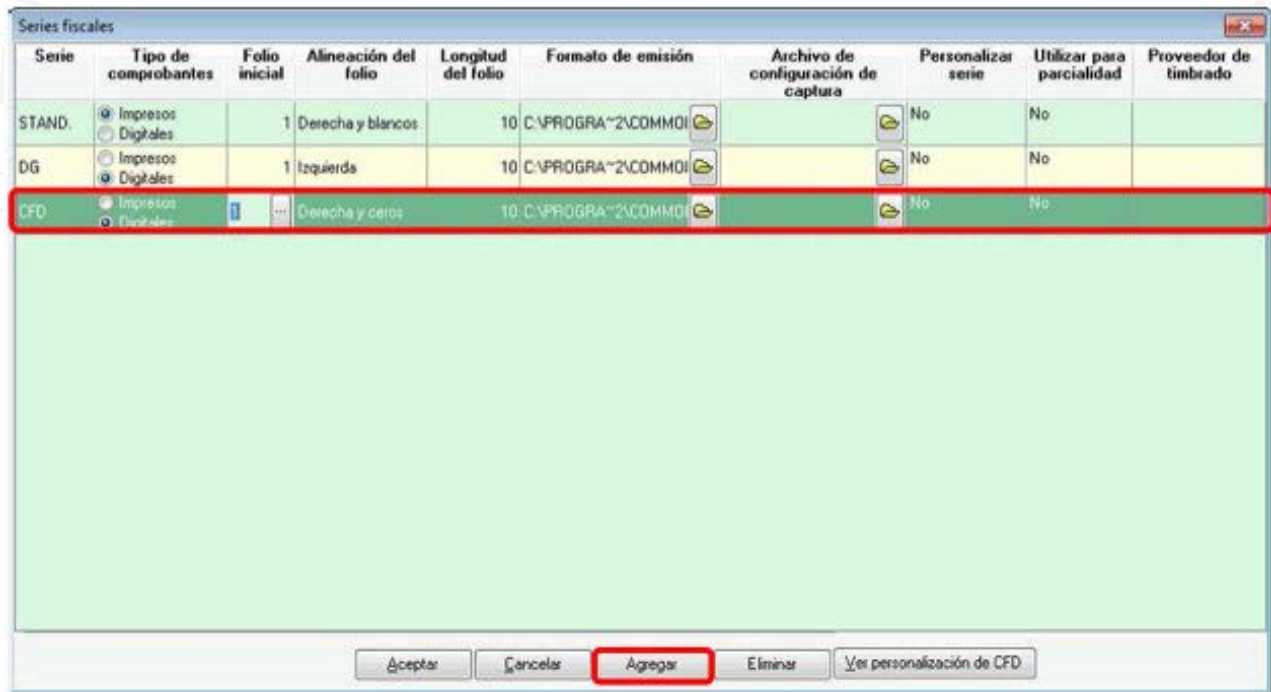 Series fiscales
Serie Tipo de comprobantes Folio inicial Alineación del folio Longitud del folio Formato de emisión Archivo de configuración de captura Personalizar serie Utilizar para parcialidad Proveedor de timbrado
STAND. Impresos Digitales 1 Derecha y blancos 10 C:\PROGRA~2\COMMO No No
DG Impresos Digitales 1 Izquierda 10 C:\PROGRA~2\COMMO No No
CFD Impresos Digitales 1 ... Derecha y ceros 10 C:\PROGRA~2\COMMO No No
Aceptar Cancelar Agregar Eliminar Ver personalización de CFD